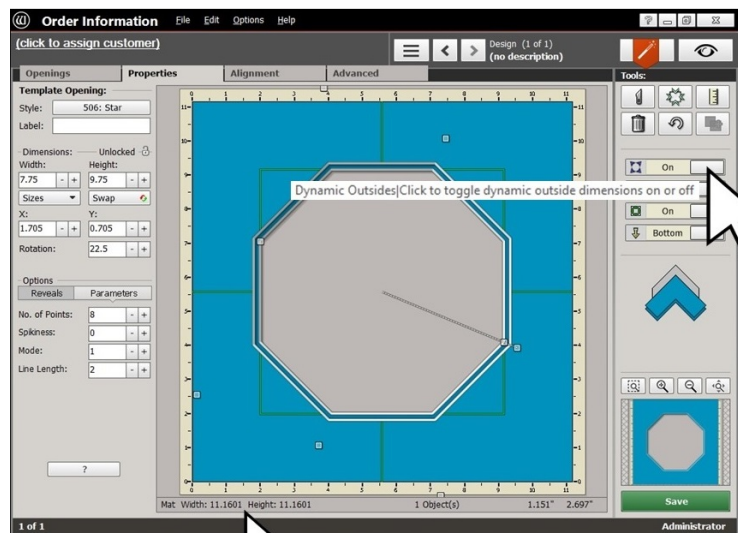 Order Information File Edit Options Help
(click to assign customer)
Design (1 of 1)
(no description)
Openings Properties Alignment Advanced
Tools:
Template Opening:
Style: 506: Star
Label:
Dimensions: Unlocked
Width: Height:
7.75 - + 9.75 - +
Sizes Swap
X: Y:
1.705 - + 0.705 - +
Rotation: 22.5 - +
Options
Reveals Parameters
No. of Points: 8 - +
Spikiness: 0 - +
Mode: 1 - +
Line Length: 2 - +
?
On
Dynamic Outsides|Click to toggle dynamic outside dimensions on or off
On
Bottom
Save
Mat Width: 11.1601 Height: 11.1601 1 Object(s) 1.151" 2.697"
1 of 1 Administrator